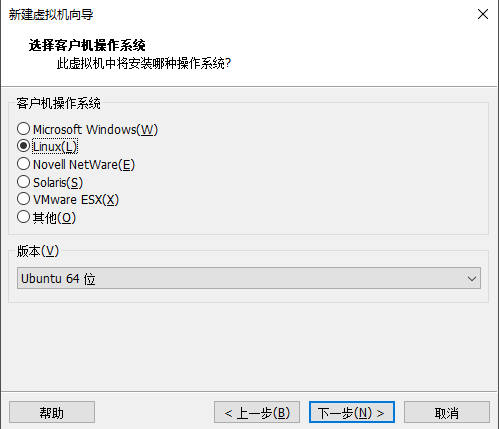 新建虚拟机向导
选择客户机操作系统
此虚拟机中将安装哪种操作系统?
客户机操作系统
Microsoft Windows(W)
Linux(L)
Novell NetWare(E)
Solaris(S)
VMware ESX(X)
其他(O)
版本(V)
Ubuntu 64 位
帮助 < 上一步(B) 下一步(N) > 取消